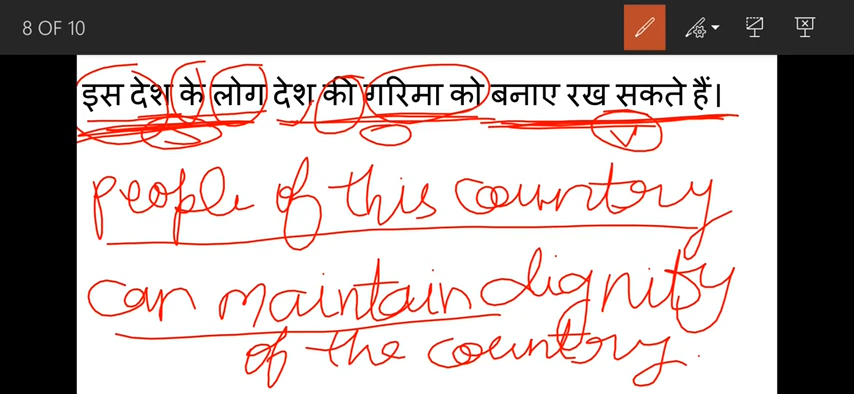 8 OF 10
इस देश के लोग देश की गरिमा को बनाए रख सकते हैं।
V
people of this country
can maintain dignity
of the country.